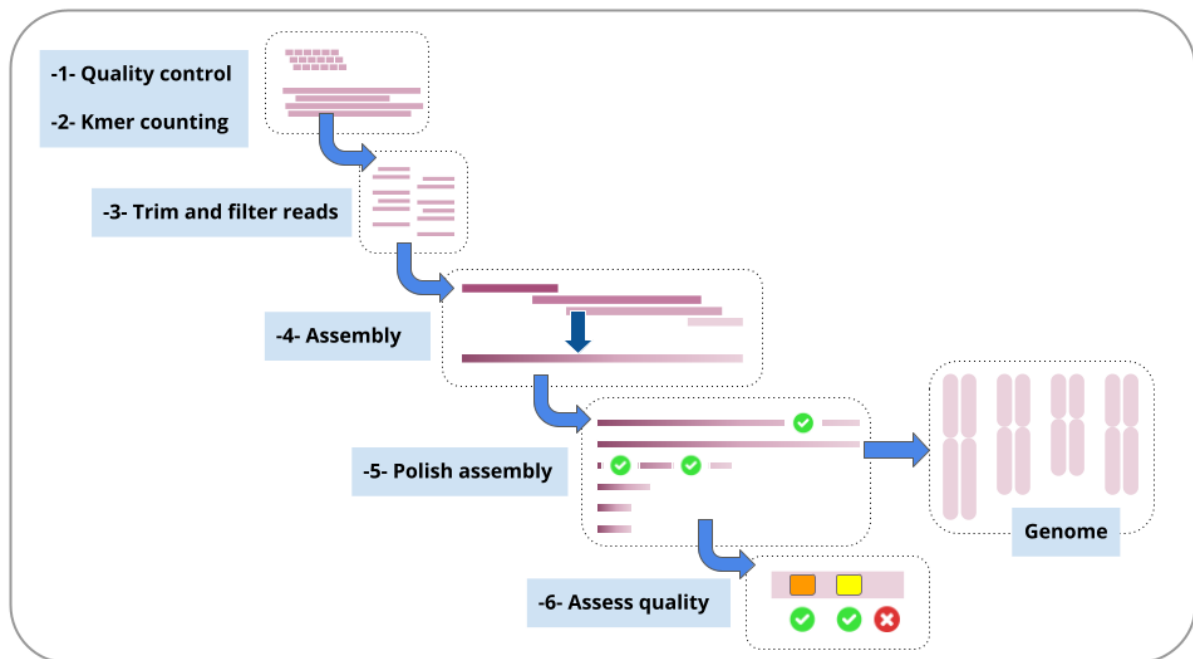 -1- Quality control
-2- Kmer counting
-3- Trim and filter reads
-4- Assembly
-5- Polish assembly
Genome
-6- Assess quality